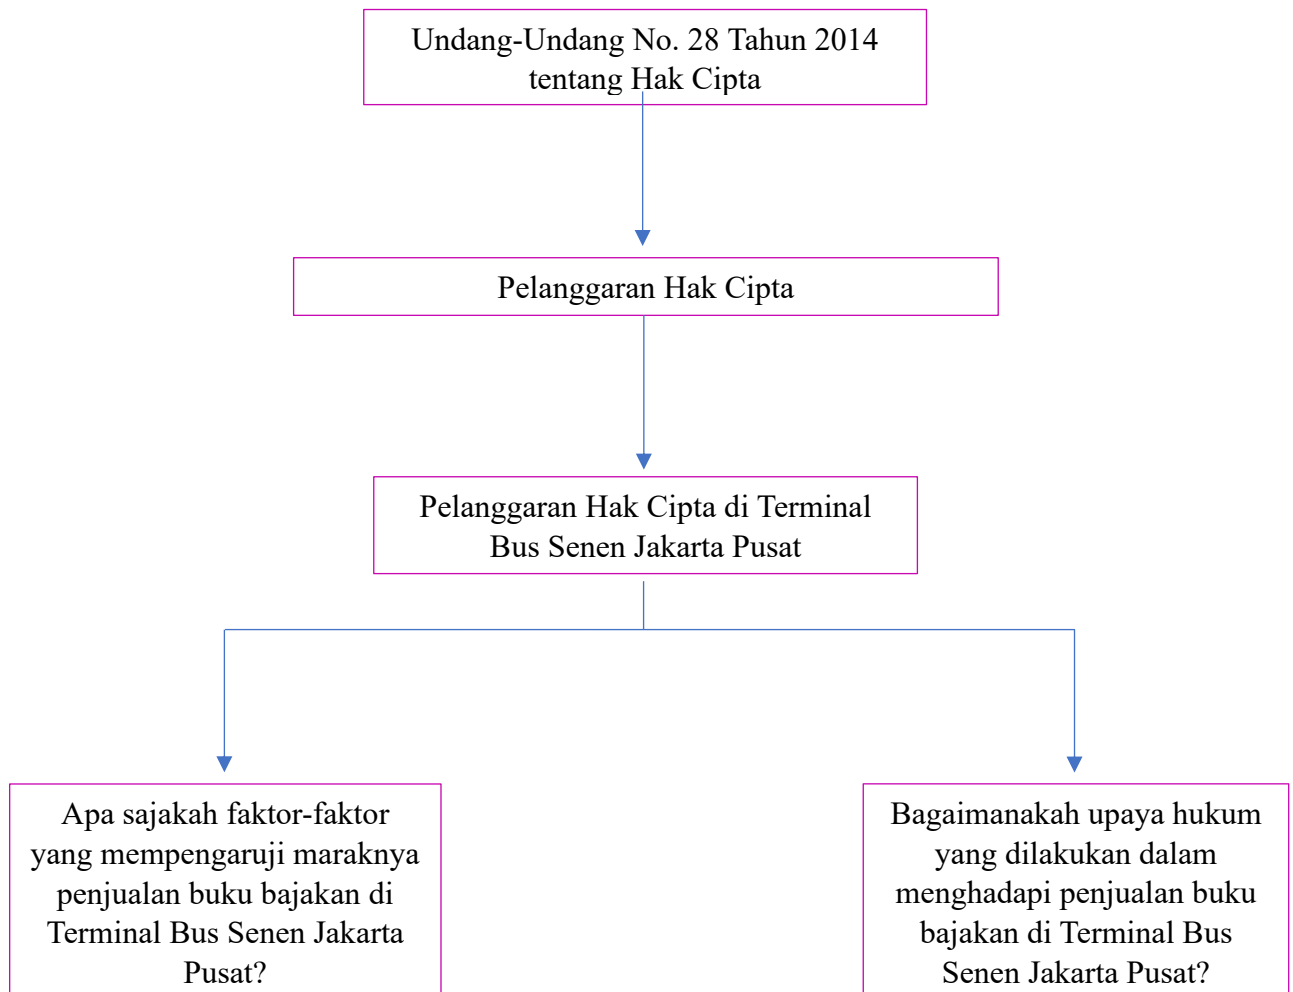 Undang-Undang No. 28 Tahun 2014
tentang Hak Cipta
Pelanggaran Hak Cipta
Pelanggaran Hak Cipta di Terminal
Bus Senen Jakarta Pusat
Apa sajakah faktor-faktor
yang mempengaruji maraknya
penjualan buku bajakan di
Terminal Bus Senen Jakarta
Pusat?
Bagaimanakah upaya hukum
yang dilakukan dalam
menghadapi penjualan buku
bajakan di Terminal Bus
Senen Jakarta Pusat?